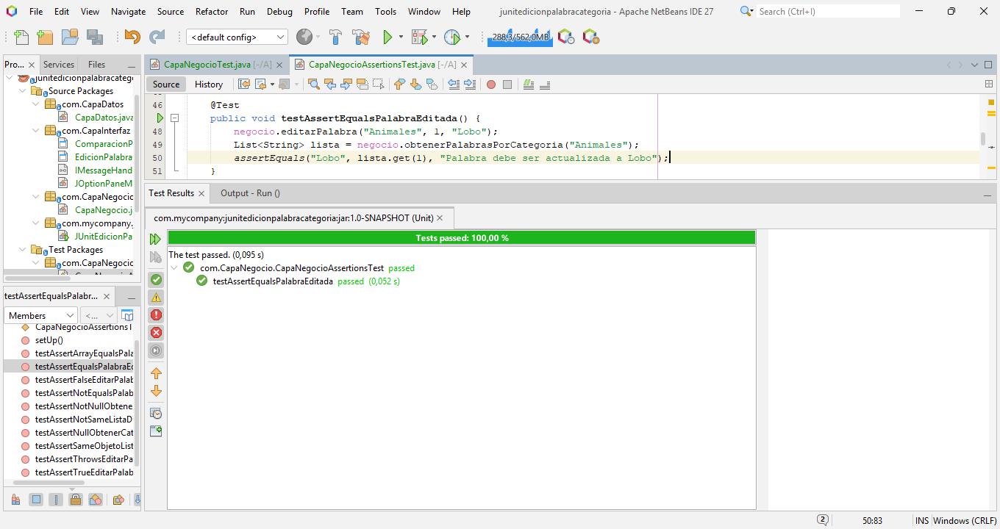 File Edit View Navigate Source Refactor Run Debug Profile Team Tools Window Help junitedicionpalabracategoria - Apache NetBeans IDE 27 Search (Ctrl+I)
<default config> 288,3/562,0MB
Pro... Services Files
junitedicionpalabracategi
Source Packages
com.CapaDatos
CapaDatos.java
com.CapaInterfaz
ComparacionP
EdicionPalabra
IMessageHand
JOptionPaneM
com.CapaNegocio
CapaNegocio.j
com.mycompany.
JUnitEdicionPa
Test Packages
com.CapaNegocio
CapaNegocioTest.java [-/A] CapaNegocioAssertionsTest.java [-/A]
Source History
46 @Test
public void testAssertEqualsPalabraEditada() {
48 negocio.editarPalabra("Animales", 1, "Lobo");
49 List<String> lista = negocio.obtenerPalabrasPorCategoria("Animales");
50 assertEquals("Lobo", lista.get(1), "Palabra debe ser actualizada a Lobo");
51 }
Test Results Output - Run ()
com.mycompany:junitedicionpalabracategoria:jar:1.0-SNAPSHOT (Unit)
Tests passed: 100,00 %
The test passed. (0,095 s)
com.CapaNegocio.CapaNegocioAssertionsTest passed
testAssertEqualsPalabraEditada passed (0,052 s)
testAssertEqualsPalabr...
Members <...
CapaNegocioAssertionsT
setUp()
testAssertArrayEqualsPala
testAssertEqualsPalabraEd
testAssertFalseEditarPalab
testAssertNotEqualsPalab
testAssertNotNullObtene
testAssertNotSameListaD
testAssertNullObtenerCat
testAssertSameObjetoList
testAssertThrowsEditarPa
testAssertTrueEditarPalab
2 50:83 INS Windows (CRLF)